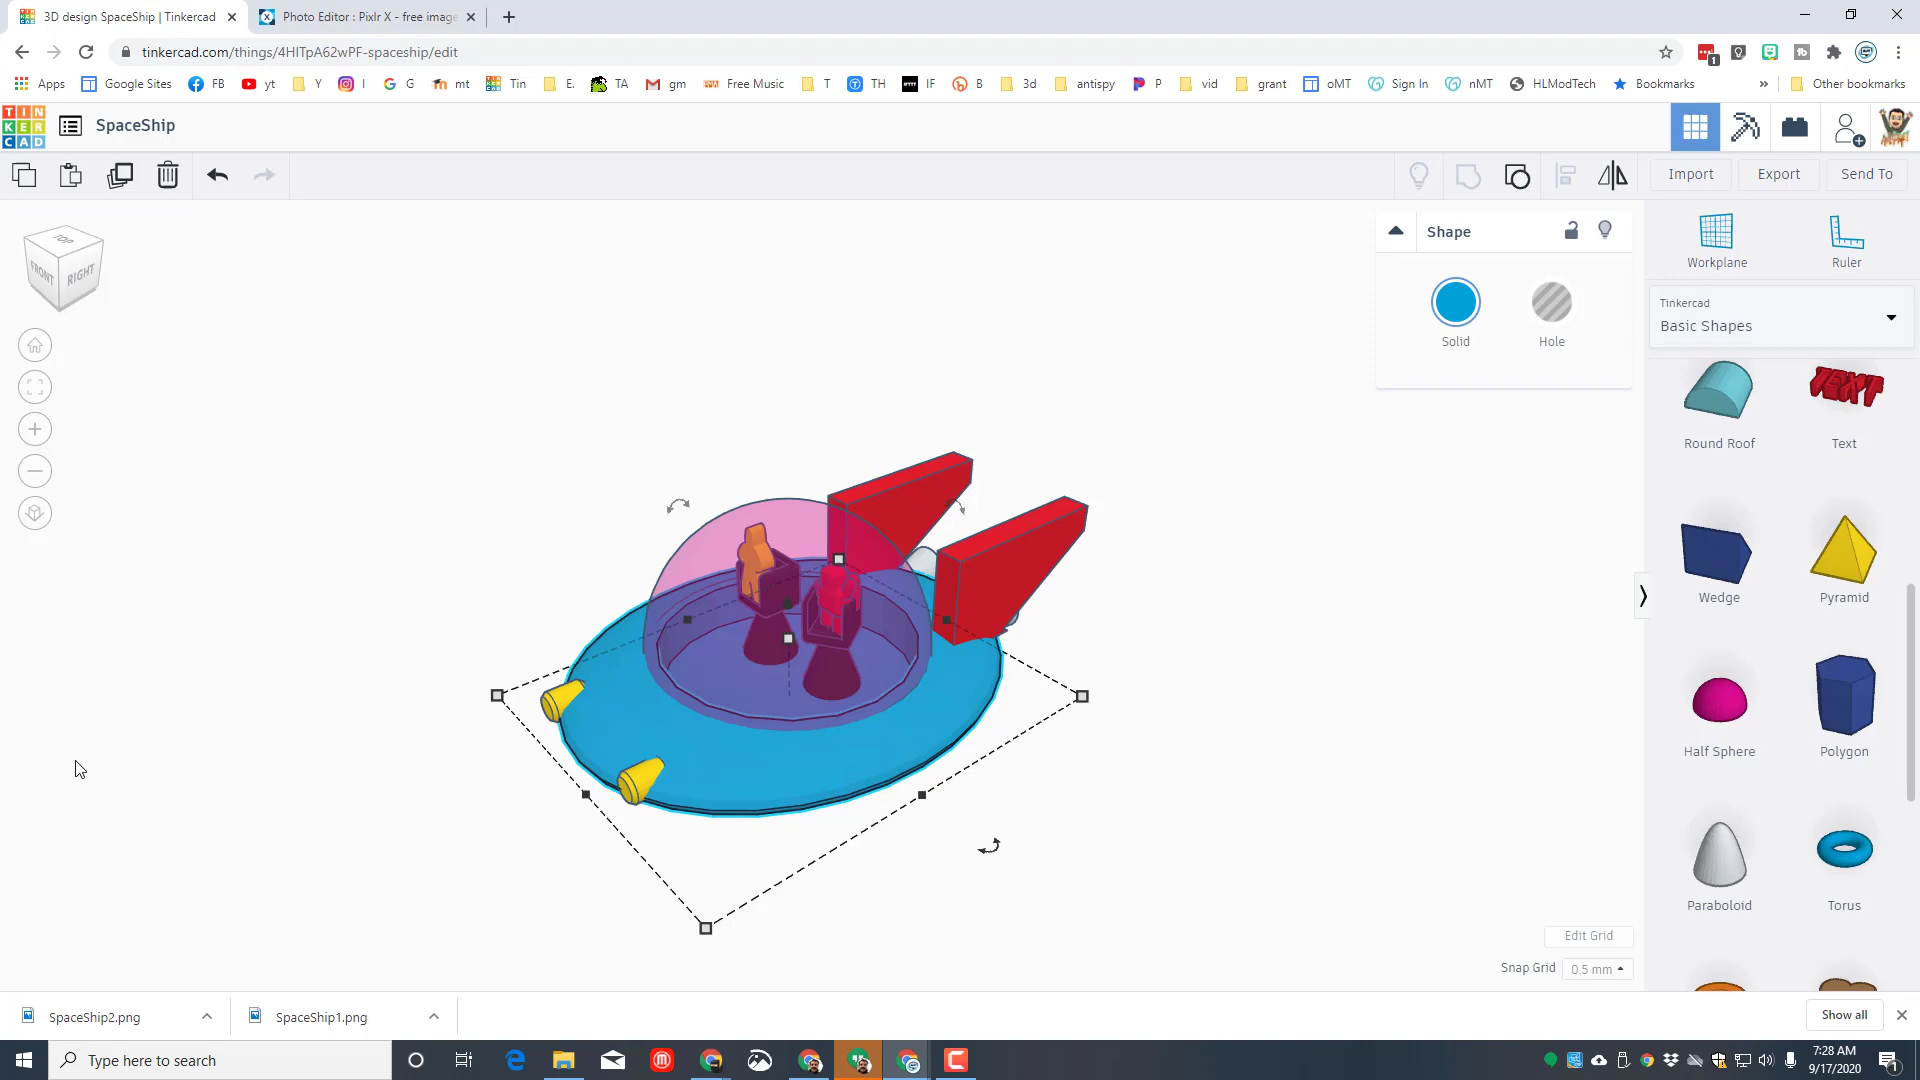 3D design SpaceShip | Tinkercad
Photo Editor : Pixlr X - free image
tinkercad.com/things/4HITpA62wPF-spaceship/edit
1
Apps
Google Sites
FB
yt
Y
I
G
mt
Tin
E.
TA
gm
Free Music
T
TH
IF
B
3d
antispy
P
vid
grant
oMT
Sign In
nMT
HLModTech
Bookmarks
»
Other bookmarks
TIN
KER
CAD
SpaceShip
Import
Export
Send To
TOP
FRONT
RIGHT
Shape
Solid
Hole
Workplane
Ruler
Tinkercad
Basic Shapes
TEXT
Round Roof
Text
Wedge
Pyramid
Half Sphere
Polygon
Paraboloid
Torus
Edit Grid
Snap Grid
0.5 mm
SpaceShip2.png
SpaceShip1.png
Show all
Type here to search
7:28 AM
9/17/2020
1